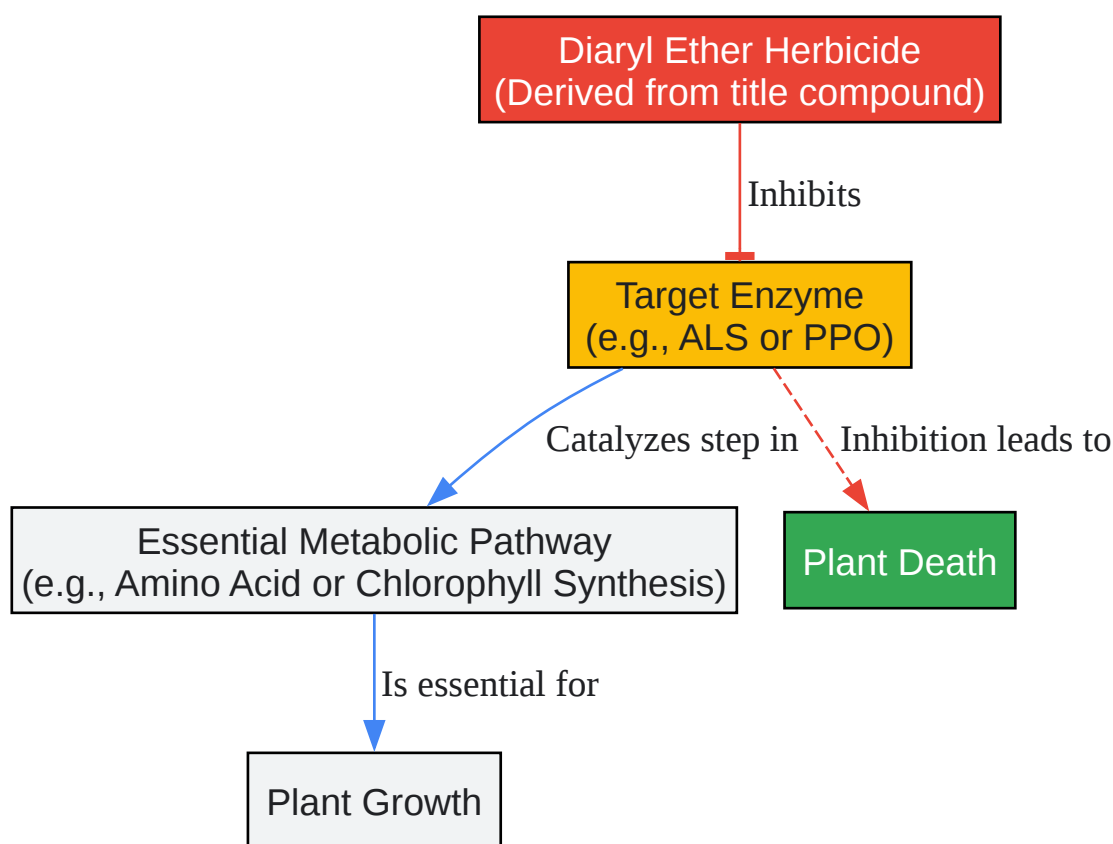 Diaryl Ether Herbicide
(Derived from title compound)
Inhibits
Target Enzyme
(e.g., ALS or PPO)
Catalyzes step in
Inhibition leads to
Essential Metabolic Pathway
(e.g., Amino Acid or Chlorophyll Synthesis)
Plant Death
Is essential for
Plant Growth